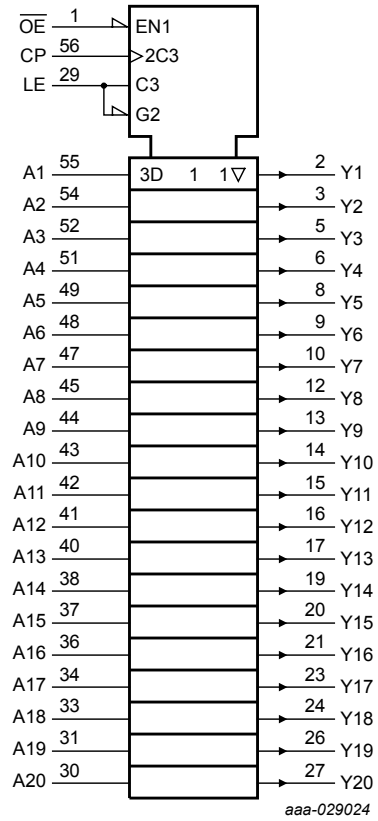 OE 1 EN1
CP 56 2C3
LE 29 C3
G2
A1 55 3D 1 1▽ 2 Y1
A2 54 3 Y2
A3 52 5 Y3
A4 51 6 Y4
A5 49 8 Y5
A6 48 9 Y6
A7 47 10 Y7
A8 45 12 Y8
A9 44 13 Y9
A10 43 14 Y10
A11 42 15 Y11
A12 41 16 Y12
A13 40 17 Y13
A14 38 19 Y14
A15 37 20 Y15
A16 36 21 Y16
A17 34 23 Y17
A18 33 24 Y18
A19 31 26 Y19
A20 30 27 Y20
aaa-029024